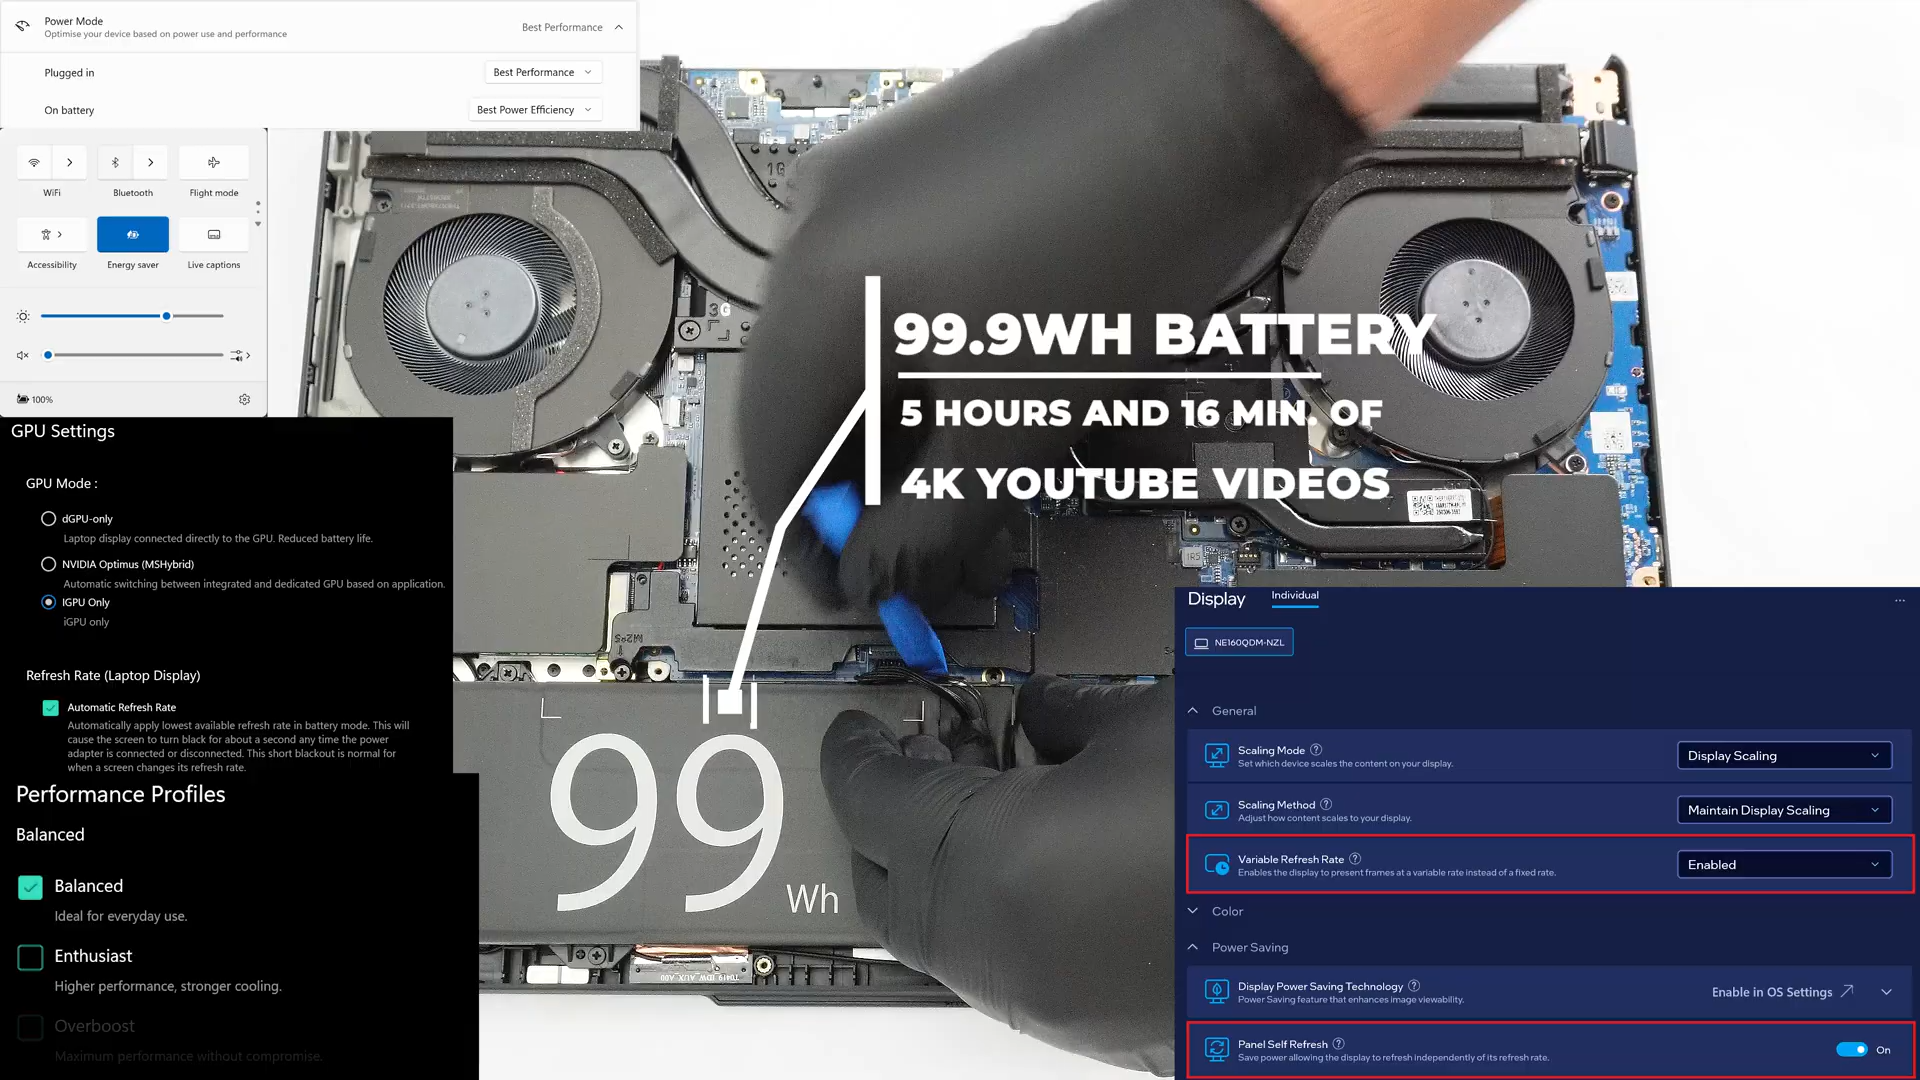 Power Mode
Optimise your device based on power use and performance
Best Performance
Plugged in
Best Performance
On battery
Best Power Efficiency
WiFi
Bluetooth
Flight mode
Accessibility
Energy saver
Live captions
100%
GPU Settings
GPU Mode :
dGPU-only
Laptop display connected directly to the GPU. Reduced battery life.
NVIDIA Optimus (MSHybrid)
Automatic switching between integrated and dedicated GPU based on application.
IGPU Only
iGPU only
Refresh Rate (Laptop Display)
Automatic Refresh Rate
Automatically apply lowest available refresh rate in battery mode. This will
cause the screen to turn black for about a second any time the power
adapter is connected or disconnected. This short blackout is normal for
when a screen changes its refresh rate.
Performance Profiles
Balanced
Balanced
Ideal for everyday use.
Enthusiast
Higher performance, stronger cooling.
Overboost
Maximum performance without compromise.
99.9WH BATTERY
5 HOURS AND 16 MIN. OF
4K YOUTUBE VIDEOS
99 Wh
Display
Individual
NE160QDM-NZL
General
Scaling Mode
Set which device scales the content on your display.
Display Scaling
Scaling Method
Adjust how content scales to your display.
Maintain Display Scaling
Variable Refresh Rate
Enables the display to present frames at a variable rate instead of a fixed rate.
Enabled
Color
Power Saving
Display Power Saving Technology
Power Saving feature that enhances image viewability.
Enable in OS Settings
Panel Self Refresh
Save power allowing the display to refresh independently of its refresh rate.
On